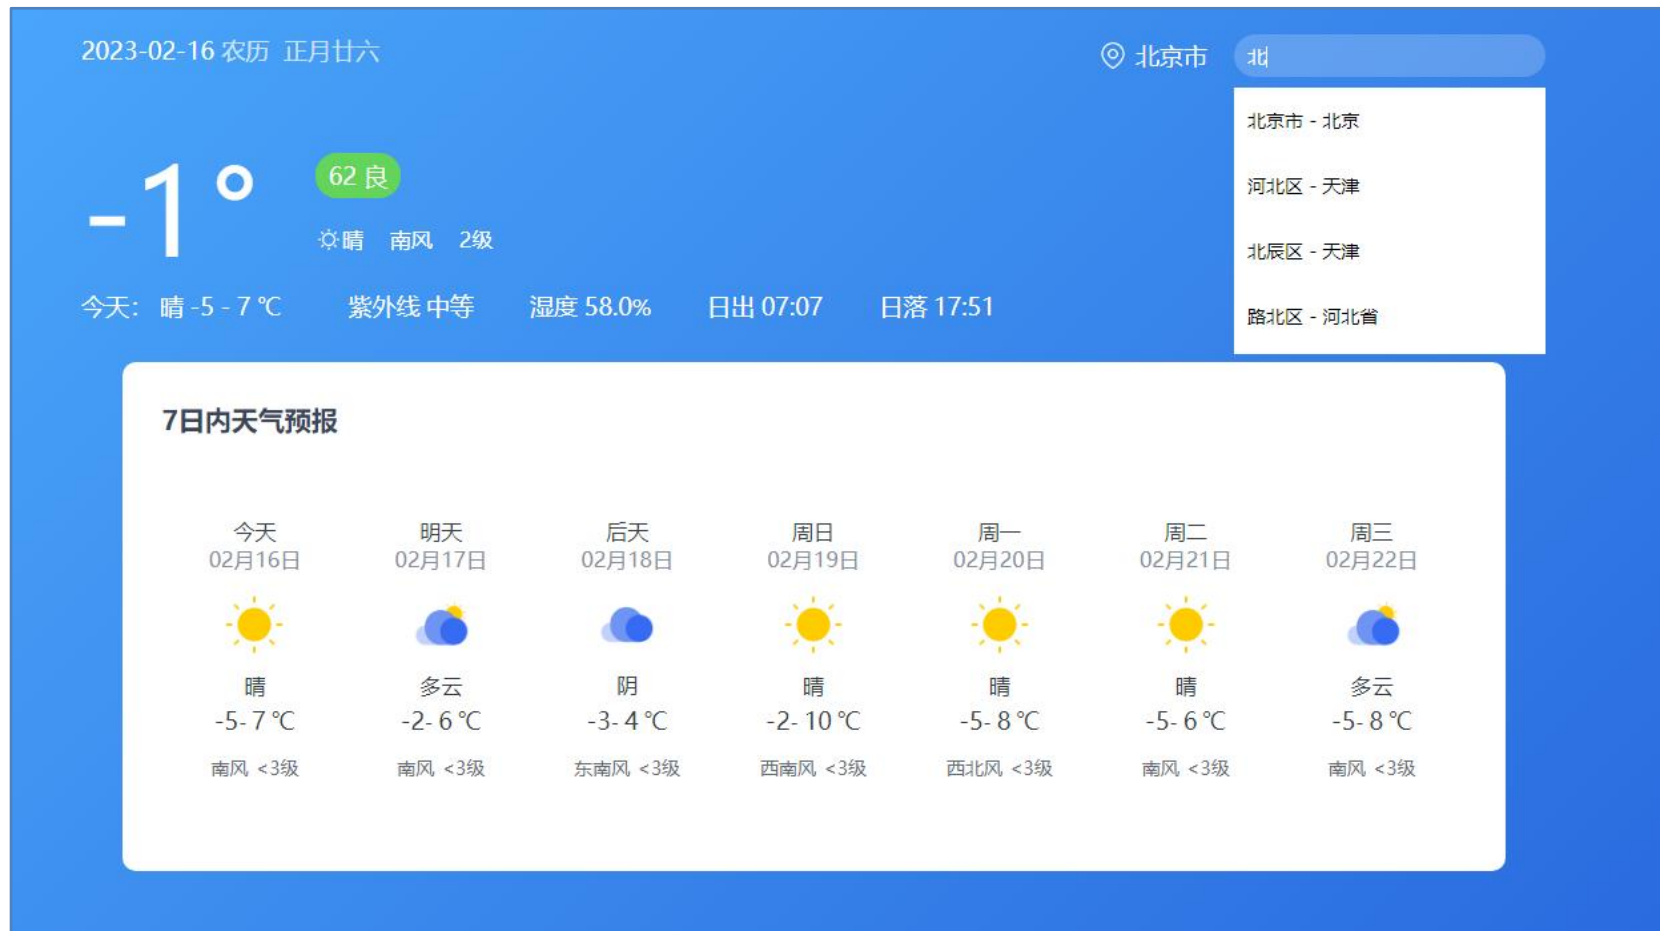 2023-02-16 农历 正月廿六
北京市
北
北京市 - 北京
河北区 - 天津
北辰区 - 天津
路北区 - 河北省
-1°
62 良
晴 南风 2级
今天： 晴 -5 - 7 ℃ 紫外线 中等 湿度 58.0% 日出 07:07 日落 17:51
7日内天气预报
今天 明天 后天 周日 周一 周二 周三
02月16日 02月17日 02月18日 02月19日 02月20日 02月21日 02月22日
晴 多云 阴 晴 晴 晴 多云
-5- 7 ℃ -2- 6 ℃ -3- 4 ℃ -2- 10 ℃ -5- 8 ℃ -5- 6 ℃ -5- 8 ℃
南风 <3级 南风 <3级 东南风 <3级 西南风 <3级 西北风 <3级 南风 <3级 南风 <3级